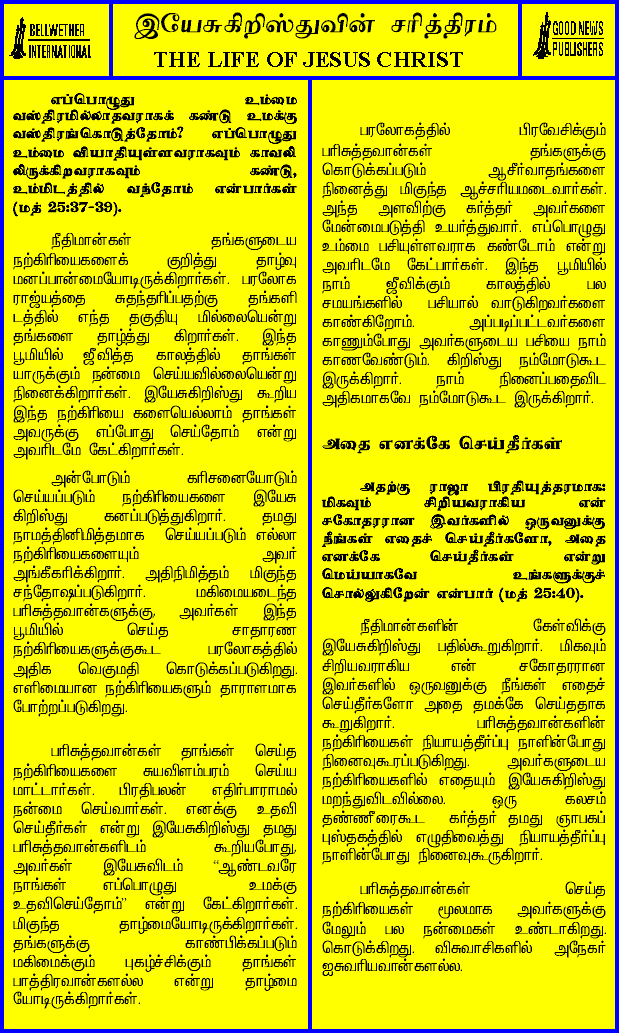 BELLWETHER
INTERNATIONAL
இயேசுகிறிஸ்துவின் சரித்திரம்
THE LIFE OF JESUS CHRIST
GOOD NEWS
PUBLISHERS
எப்பொழுது உம்மை
வஸ்திரமில்லாதவராகக் கண்டு உமக்கு
வஸ்திரங்கொடுத்தோம்? எப்பொழுது
உம்மை வியாதியுள்ளவராகவும் காவலி
லிருக்கிறவராகவும் கண்டு,
உம்மிடத்தில் வந்தோம் என்பார்கள்
(மத் 25:37-39).
நீதிமான்கள் தங்களுடைய
நற்கிரியைகளைக் குறித்து தாழ்வு
மனப்பான்மையோடிருக்கிறார்கள். பரலோக
ராஜ்யத்தை சுதந்தரிப்பதற்கு தங்களி
டத்தில் எந்த தகுதியு மில்லையென்று
தங்களை தாழ்த்து கிறார்கள். இந்த
பூமியில் ஜீவித்த காலத்தில் தாங்கள்
யாருக்கும் நன்மை செய்யவில்லையென்று
நினைக்கிறார்கள். இயேசுகிறிஸ்து கூறிய
இந்த நற்கிரியை களையெல்லாம் தாங்கள்
அவருக்கு எப்போது செய்தோம் என்று
அவரிடமே கேட்கிறார்கள்.
அன்போடும் கரிசனையோடும்
செய்யப்படும் நற்கிரியைகளை இயேசு
கிறிஸ்து கனப்படுத்துகிறார். தமது
நாமத்தினிமித்தமாக செய்யப்படும் எல்லா
நற்கிரியைகளையும் அவர்
அங்கீகரிக்கிறார். அதிநிமித்தம் மிகுந்த
சந்தோஷப்படுகிறார். மகிமையடைந்த
பரிசுத்தவான்களுக்கு, அவர்கள் இந்த
பூமியில் செய்த சாதாரண
நற்கிரியைகளுக்குகூட பரலோகத்தில்
அதிக வெகுமதி கொடுக்கப்படுகிறது.
எளிமையான நற்கிரியைகளும் தாராளமாக
போற்றப்படுகிறது.
பரிசுத்தவான்கள் தாங்கள் செய்த
நற்கிரியைகளை சுயவிளம்பரம் செய்ய
மாட்டார்கள். பிரதிபலன் எதிர்பாராமல்
நன்மை செய்வார்கள். எனக்கு உதவி
செய்தீர்கள் என்று இயேசுகிறிஸ்து தமது
பரிசுத்தவான்களிடம் கூறியபோது,
அவர்கள் இயேசுவிடம் “ஆண்டவரே
நாங்கள் எப்பொழுது உமக்கு
உதவிசெய்தோம்” என்று கேட்கிறார்கள்.
மிகுந்த தாழ்மையோடிருக்கிறார்கள்.
தங்களுக்கு காண்பிக்கப்படும்
மகிமைக்கும் புகழ்ச்சிக்கும் தாங்கள்
பாத்திரவான்களல்ல என்று தாழ்மை
யோடிருக்கிறார்கள்.
பரலோகத்தில் பிரவேசிக்கும்
பரிசுத்தவான்கள் தங்களுக்கு
கொடுக்கப்படும் ஆசீர்வாதங்களை
நினைத்து மிகுந்த ஆச்சரியமடைவார்கள்.
அந்த அளவிற்கு கர்த்தர் அவர்களை
மேன்மைபடுத்தி உயர்த்துவார். எப்பொழுது
உம்மை பசியுள்ளவராக கண்டோம் என்று
அவரிடமே கேட்பார்கள். இந்த பூமியில்
நாம் ஜீவிக்கும் காலத்தில் பல
சமயங்களில் பசியால் வாடுகிறவர்களை
காண்கிறோம். அப்படிப்பட்டவர்களை
காணும்போது அவர்களுடைய பசியை நாம்
காணவேண்டும். கிறிஸ்து நம்மோடுகூட
இருக்கிறார். நாம் நினைப்பதைவிட
அதிகமாகவே நம்மோடுகூட இருக்கிறார்.
அதை எனக்கே செய்தீர்கள்
அதற்கு ராஜா பிரதியுத்தரமாக:
மிகவும் சிறியவராகிய என்
சகோதரரான இவர்களில் ஒருவனுக்கு
நீங்கள் எதைச் செய்தீர்களோ, அதை
எனக்கே செய்தீர்கள் என்று
மெய்யாகவே உங்களுக்குச்
சொல்லுகிறேன் என்பார் (மத் 25:40).
நீதிமான்களின் கேள்விக்கு
இயேசுகிறிஸ்து பதில்கூறுகிறார். மிகவும்
சிறியவராகிய என் சகோதரரான
இவர்களில் ஒருவனுக்கு நீங்கள் எதைச்
செய்தீர்களோ அதை தமக்கே செய்ததாக
கூறுகிறார். பரிசுத்தவான்களின்
நற்கிரியைகள் நியாயத்தீர்ப்பு நாளின்போது
நினைவுகூரப்படுகிறது. அவர்களுடைய
நற்கிரியைகளில் எதையும் இயேசுகிறிஸ்து
மறந்துவிடவில்லை. ஒரு கலசம்
தண்ணீரைகூட கர்த்தர் தமது ஞாபகப்
புஸ்தகத்தில் எழுதிவைத்து நியாயத்தீர்ப்பு
நாளின்போது நினைவுகூருகிறார்.
பரிசுத்தவான்கள் செய்த
நற்கிரியைகள் மூலமாக அவர்களுக்கு
மேலும் பல நன்மைகள் உண்டாகிறது.
கொடுக்கிறது. விசுவாசிகளில் அநேகர்
ஐசுவரியவான்களல்ல.